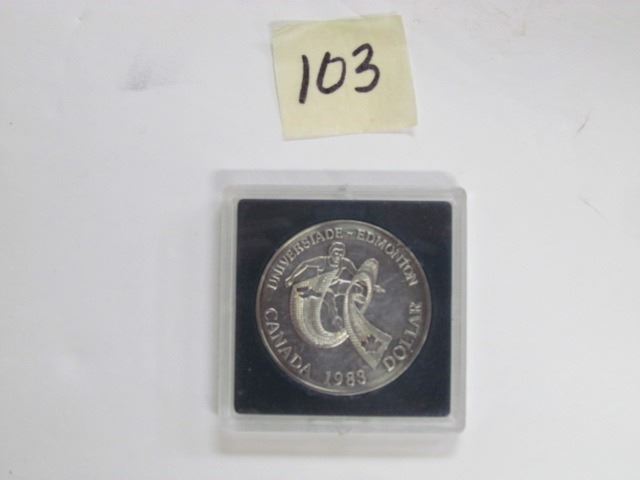 103
UNIVERSIADE - EDMONTON
CANADA 1983 DOLLAR